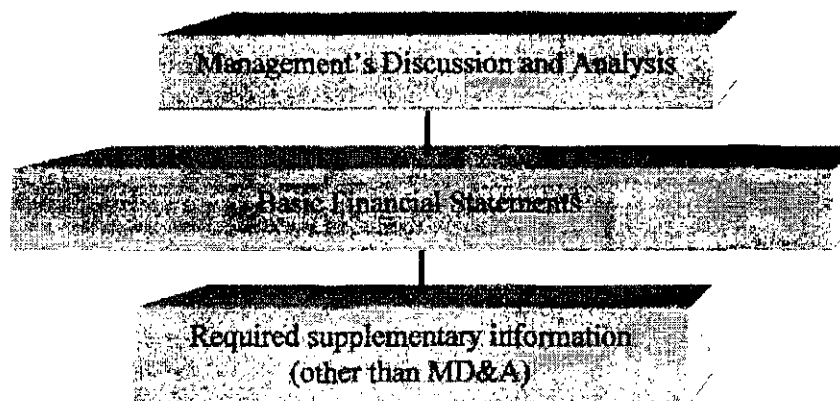 Management's Discussion and Analysis
Basic Financial Statements
Required supplementary information
(other than MD&A)